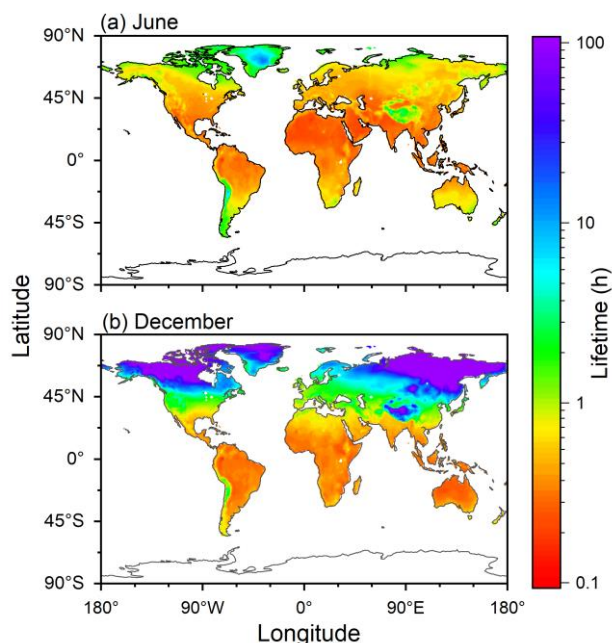 (a) June
90°N
45°N
0°
45°S
90°S
(b) December
90°N
45°N
0°
45°S
90°S
180°
90°W
0°
90°E
180°
Latitude
Longitude
100
10
1
0.1
Lifetime (h)